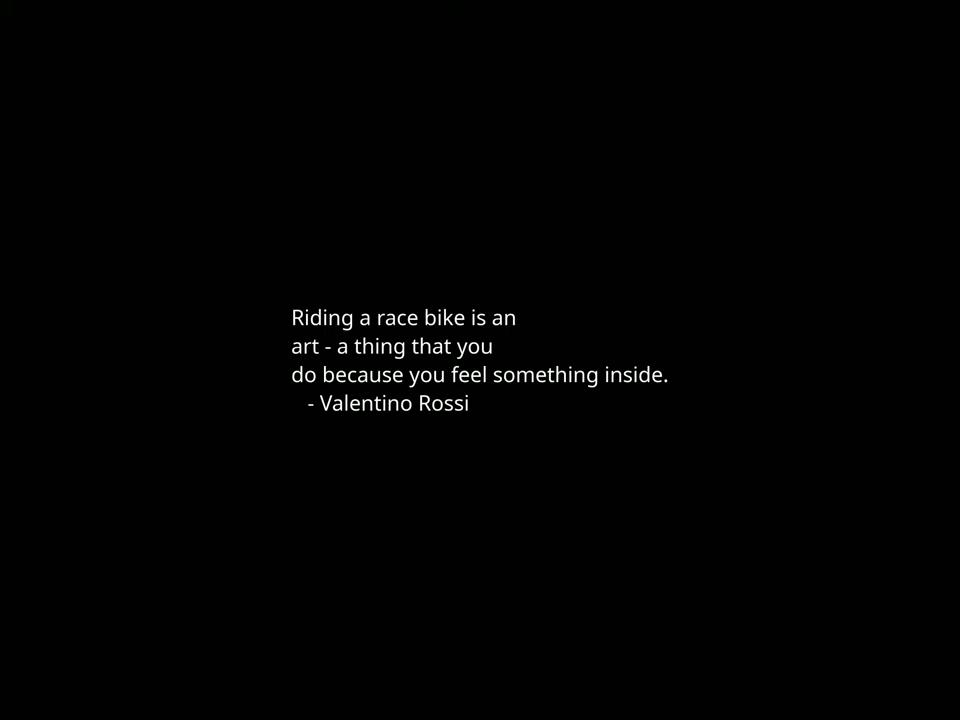 Riding a race bike is an
art - a thing that you
do because you feel something inside.
- Valentino Rossi